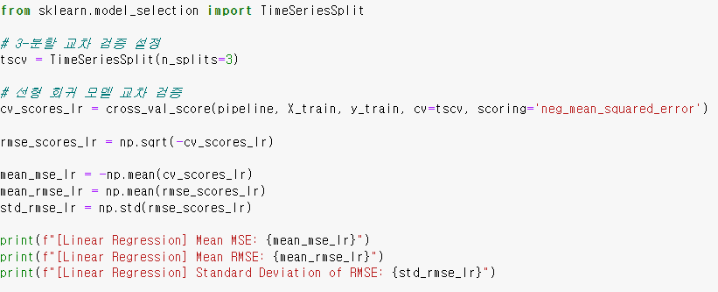 from sklearn.model_selection import TimeSeriesSplit
# 3-분할 교차 검증 설정
tscv = TimeSeriesSplit(n_splits=3)
# 선형 회귀 모델 교차 검증
cv_scores_lr = cross_val_score(pipeline, X_train, y_train, cv=tscv, scoring='neg_mean_squared_error')
rmse_scores_lr = np.sqrt(-cv_scores_lr)
mean_mse_lr = -np.mean(cv_scores_lr)
mean_rmse_lr = np.mean(rmse_scores_lr)
std_rmse_lr = np.std(rmse_scores_lr)
print(f"[Linear Regression] Mean MSE: {mean_mse_lr}")
print(f"[Linear Regression] Mean RMSE: {mean_rmse_lr}")
print(f"[Linear Regression] Standard Deviation of RMSE: {std_rmse_lr}")